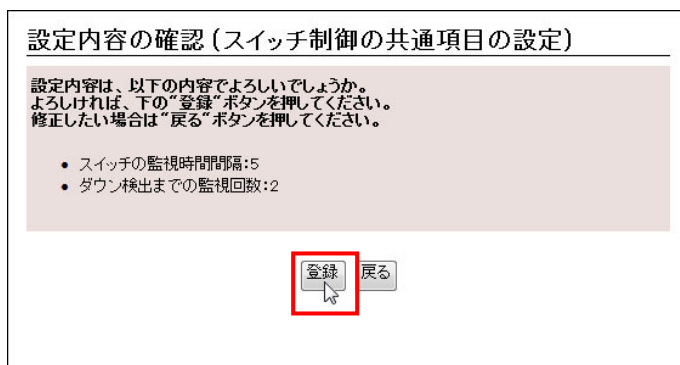 設定内容の確認(スイッチ制御の共通項目の設定)
設定内容は、以下の内容でよろしいでしょうか。
よろしければ、下の"登録"ボタンを押してください。
修正したい場合は"戻る"ボタンを押してください。
• スイッチの監視時間間隔:5
• ダウン検出までの監視回数:2
登録 戻る